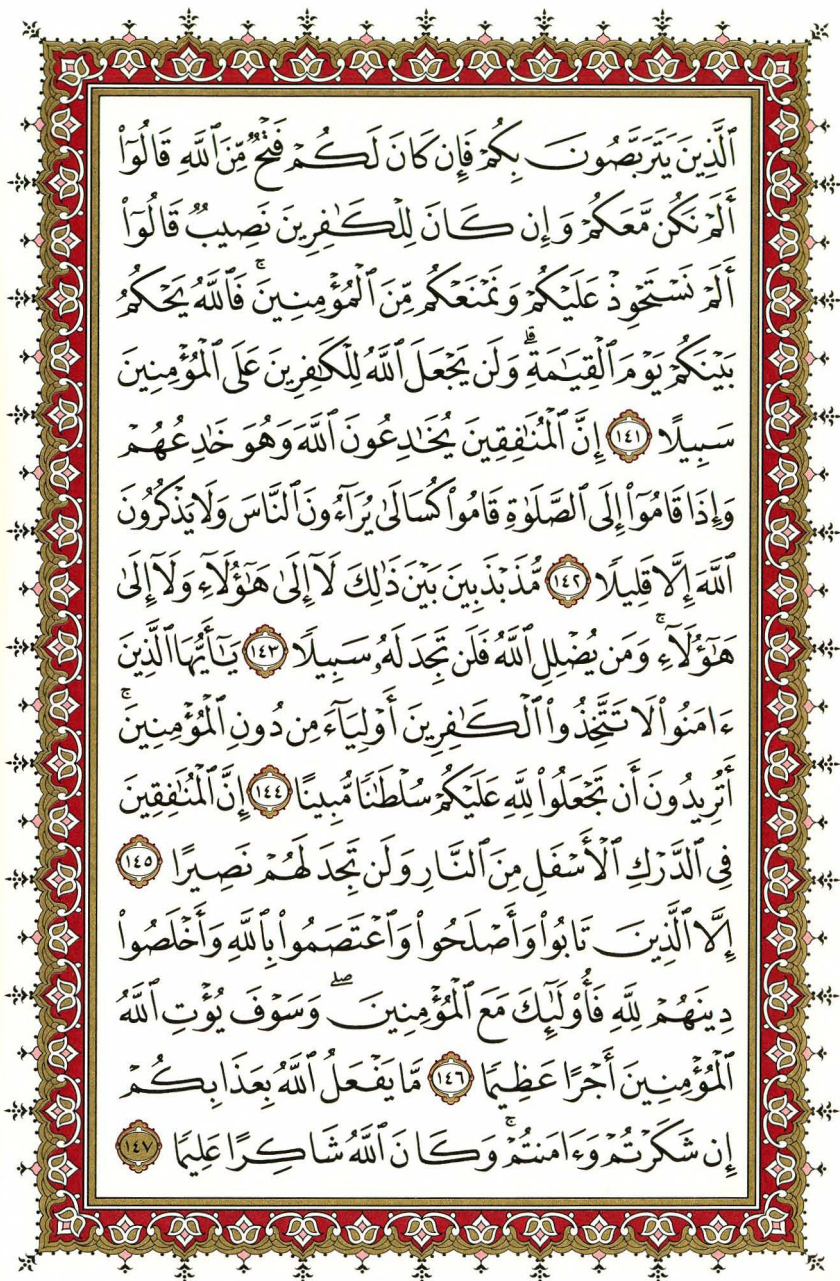 ٱلَّذِينَ يَتَرَبَّصُونَ بِكُمْ فَإِن كَانَ لَكُمْ فَتْحٌ مِّنَ ٱللَّهِ قَالُوٓا۟
أَلَمْ نَكُن مَّعَكُمْ وَإِن كَانَ لِلْكَـٰفِرِينَ نَصِيبٌ قَالُوٓا۟
أَلَمْ نَسْتَحْوِذْ عَلَيْكُمْ وَنَمْنَعْكُم مِّنَ ٱلْمُؤْمِنِينَ ۚ فَٱللَّهُ يَحْكُمُ
بَيْنَكُمْ يَوْمَ ٱلْقِيَـٰمَةِ ۗ وَلَن يَجْعَلَ ٱللَّهُ لِلْكَـٰفِرِينَ عَلَى ٱلْمُؤْمِنِينَ
سَبِيلًا ١٤١ إِنَّ ٱلْمُنَـٰفِقِينَ يُخَـٰدِعُونَ ٱللَّهَ وَهُوَ خَـٰدِعُهُمْ
وَإِذَا قَامُوٓا۟ إِلَى ٱلصَّلَوٰةِ قَامُوا۟ كُسَالَىٰ يُرَآءُونَ ٱلنَّاسَ وَلَا يَذْكُرُونَ
ٱللَّهَ إِلَّا قَلِيلًا ١٤٢ مُّذَبْذَبِينَ بَيْنَ ذَٰلِكَ لَآ إِلَىٰ هَـٰٓؤُلَآءِ وَلَآ إِلَىٰ
هَـٰٓؤُلَآءِ ۚ وَمَن يُضْلِلِ ٱللَّهُ فَلَن تَجِدَ لَهُۥ سَبِيلًا ١٤٣ يَـٰٓأَيُّهَا ٱلَّذِينَ
ءَامَنُوا۟ لَا تَتَّخِذُوا۟ ٱلْكَـٰفِرِينَ أَوْلِيَآءَ مِن دُونِ ٱلْمُؤْمِنِينَ ۚ
أَتُرِيدُونَ أَن تَجْعَلُوا۟ لِلَّهِ عَلَيْكُمْ سُلْطَـٰنًا مُّبِينًا ١٤٤ إِنَّ ٱلْمُنَـٰفِقِينَ
فِى ٱلدَّرْكِ ٱلْأَسْفَلِ مِنَ ٱلنَّارِ وَلَن تَجِدَ لَهُمْ نَصِيرًا ١٤٥
إِلَّا ٱلَّذِينَ تَابُوا۟ وَأَصْلَحُوا۟ وَٱعْتَصَمُوا۟ بِٱللَّهِ وَأَخْلَصُوا۟
دِينَهُمْ لِلَّهِ فَأُو۟لَـٰٓئِكَ مَعَ ٱلْمُؤْمِنِينَ ۖ وَسَوْفَ يُؤْتِ ٱللَّهُ
ٱلْمُؤْمِنِينَ أَجْرًا عَظِيمًا ١٤٦ مَّا يَفْعَلُ ٱللَّهُ بِعَذَابِكُمْ
إِن شَكَرْتُمْ وَءَامَنتُمْ ۚ وَكَانَ ٱللَّهُ شَاكِرًا عَلِيمًا ١٤٧